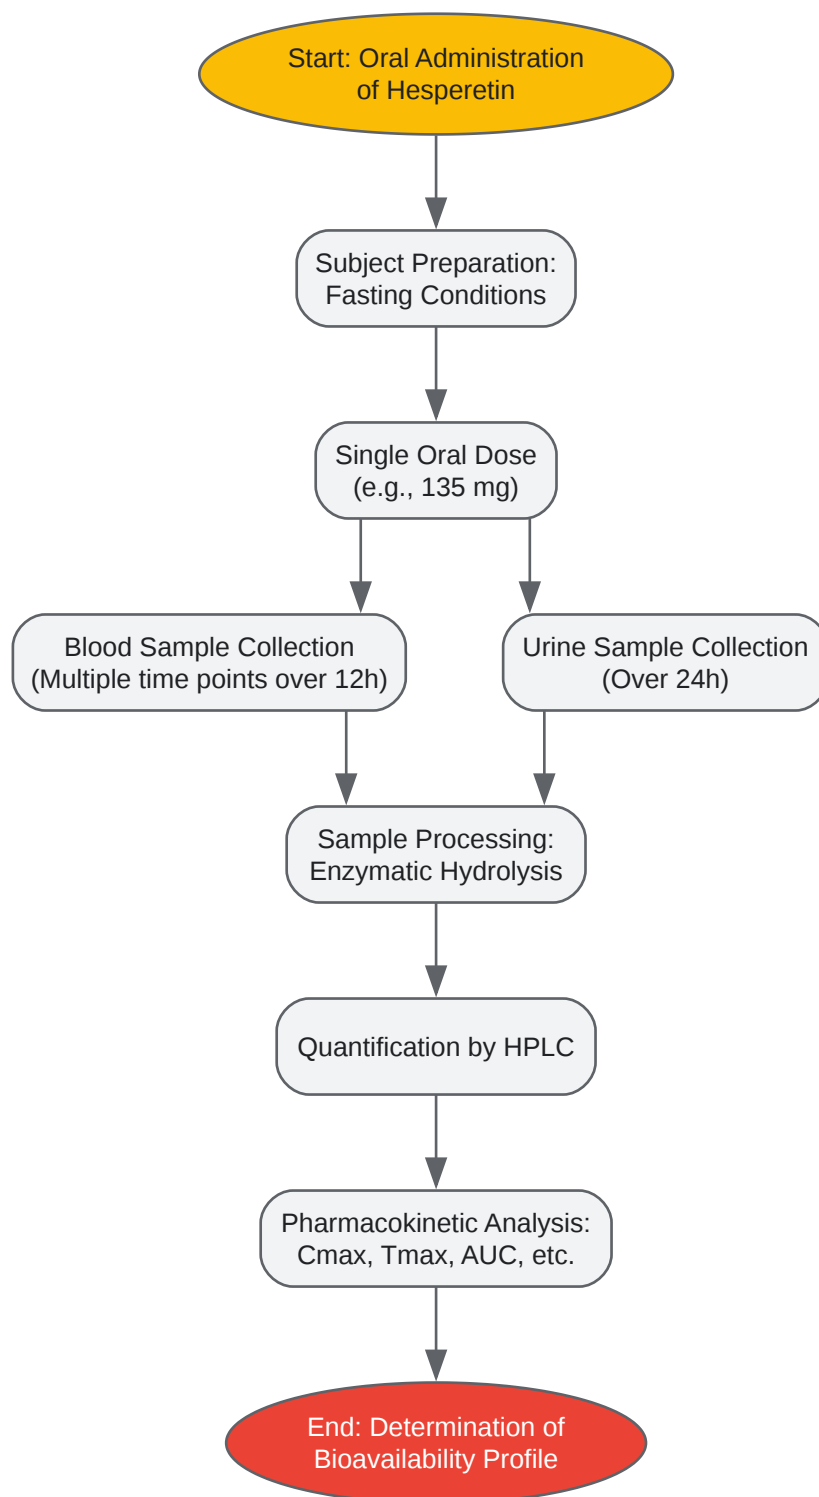 Start: Oral Administration
of Hesperetin
Subject Preparation:
Fasting Conditions
Single Oral Dose
(e.g., 135 mg)
Blood Sample Collection
(Multiple time points over 12h)
Urine Sample Collection
(Over 24h)
Sample Processing:
Enzymatic Hydrolysis
Quantification by HPLC
Pharmacokinetic Analysis:
Cmax, Tmax, AUC, etc.
End: Determination of
Bioavailability Profile